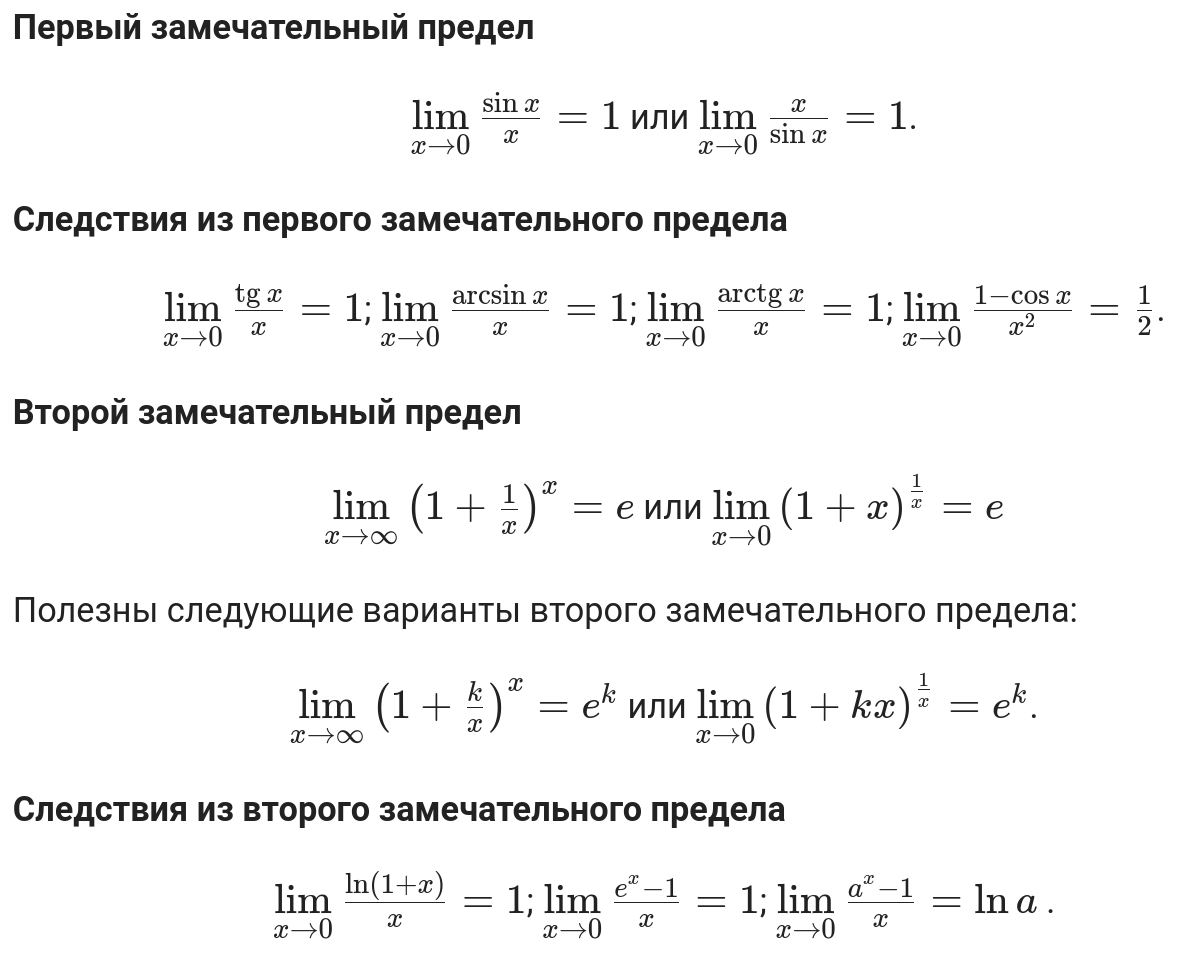 Первый замечательный предел
$\lim\limits_{x \to 0} \frac{\sin x}{x} = 1$ или $\lim\limits_{x \to 0} \frac{x}{\sin x} = 1.$
Следствия из первого замечательного предела
$\lim\limits_{x \to 0} \frac{\operatorname{tg} x}{x} = 1; \lim\limits_{x \to 0} \frac{\arcsin x}{x} = 1; \lim\limits_{x \to 0} \frac{\operatorname{arctg} x}{x} = 1; \lim\limits_{x \to 0} \frac{1-\cos x}{x^2} = \frac{1}{2}.$
Второй замечательный предел
$\lim\limits_{x \to \infty} \left(1 + \frac{1}{x}\right)^x = e$ или $\lim\limits_{x \to 0} (1 + x)^{\frac{1}{x}} = e$
Полезны следующие варианты второго замечательного предела:
$\lim\limits_{x \to \infty} \left(1 + \frac{k}{x}\right)^x = e^k$ или $\lim\limits_{x \to 0} (1 + kx)^{\frac{1}{x}} = e^k.$
Следствия из второго замечательного предела
$\lim\limits_{x \to 0} \frac{\ln(1+x)}{x} = 1; \lim\limits_{x \to 0} \frac{e^x-1}{x} = 1; \lim\limits_{x \to 0} \frac{a^x-1}{x} = \ln a.$